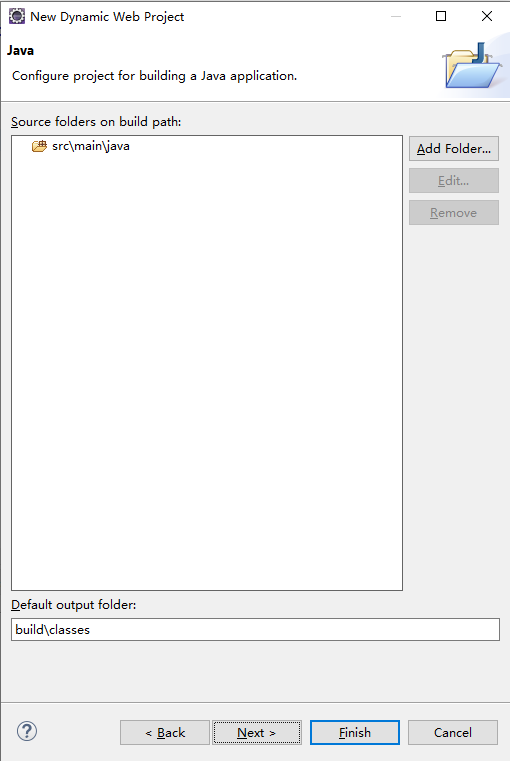 New Dynamic Web Project
Java
Configure project for building a Java application.
Source folders on build path:
src\main\java
Add Folder...
Edit...
Remove
Default output folder:
build\classes
?
< Back
Next >
Finish
Cancel